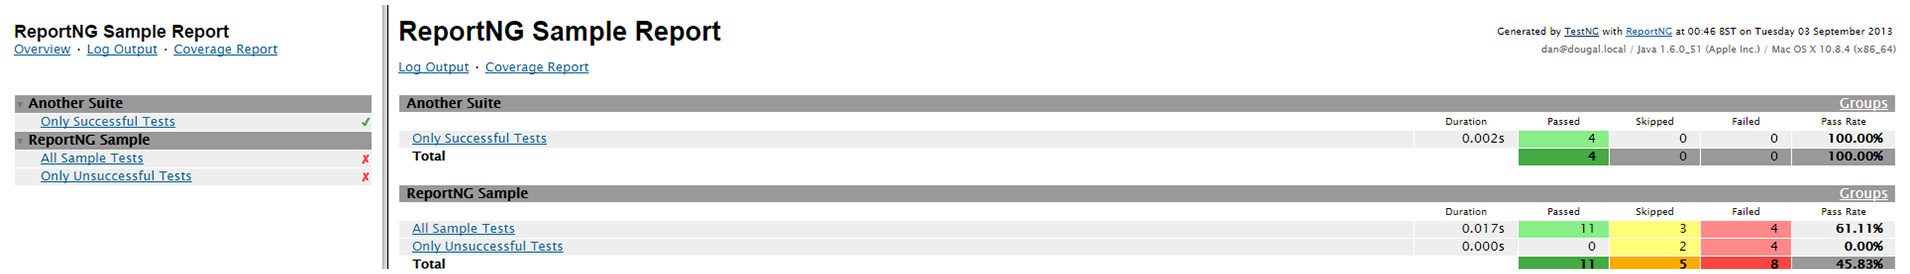 ReportNG Sample Report
Overview · Log Output · Coverage Report
Another Suite
Only Successful Tests
ReportNG Sample
All Sample Tests
Only Unsuccessful Tests
ReportNG Sample Report
Generated by TestNG with ReportNG at 00:46 BST on Tuesday 03 September 2013
dan@dougal.local / Java 1.6.0_51 (Apple Inc.) / Mac OS X 10.8.4 (x86_64)
Log Output · Coverage Report
Another Suite Groups
Duration Passed Skipped Failed Pass Rate
Only Successful Tests 0.002s 4 0 0 100.00%
Total 4 0 0 100.00%
ReportNG Sample Groups
Duration Passed Skipped Failed Pass Rate
All Sample Tests 0.017s 11 3 4 61.11%
Only Unsuccessful Tests 0.000s 0 2 4 0.00%
Total 11 5 8 45.83%